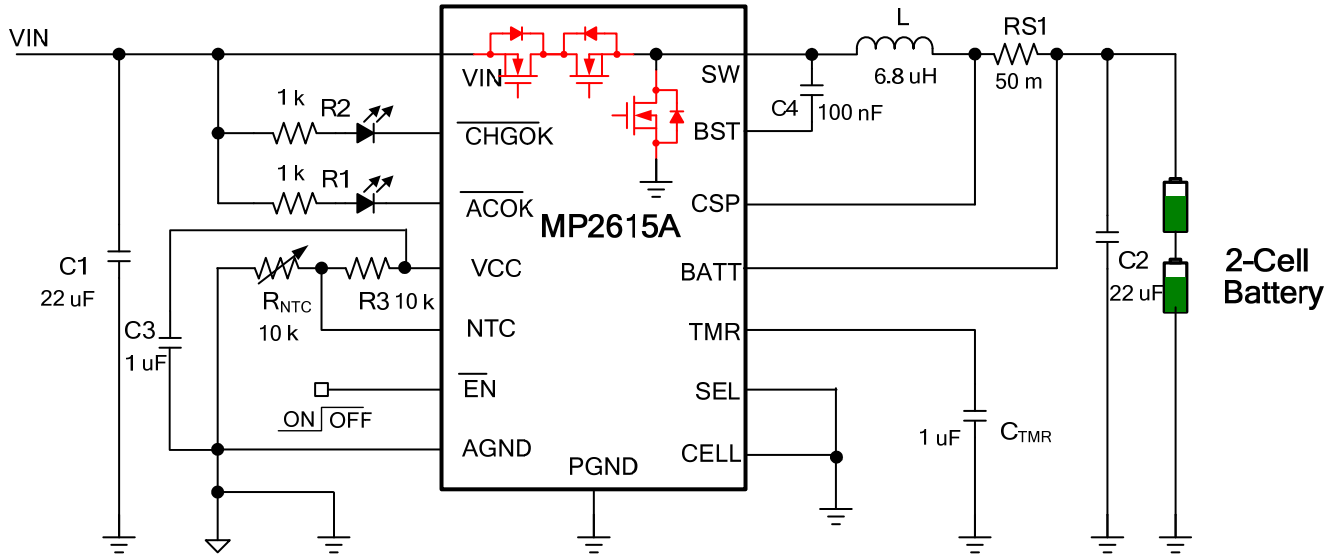 VIN
C1
22 uF
1 k
R2
1 k
R1
C3
1 uF
RNTC
10 k
R3 10 k
ON OFF
VIN
CHGOK
ACOK
VCC
NTC
EN
AGND
PGND
MP2615A
SW
BST
CSP
BATT
TMR
SEL
CELL
C4
100 nF
L
6.8 uH
RS1
50 m
1 uF
CTMR
C2
22 uF
2-Cell
Battery